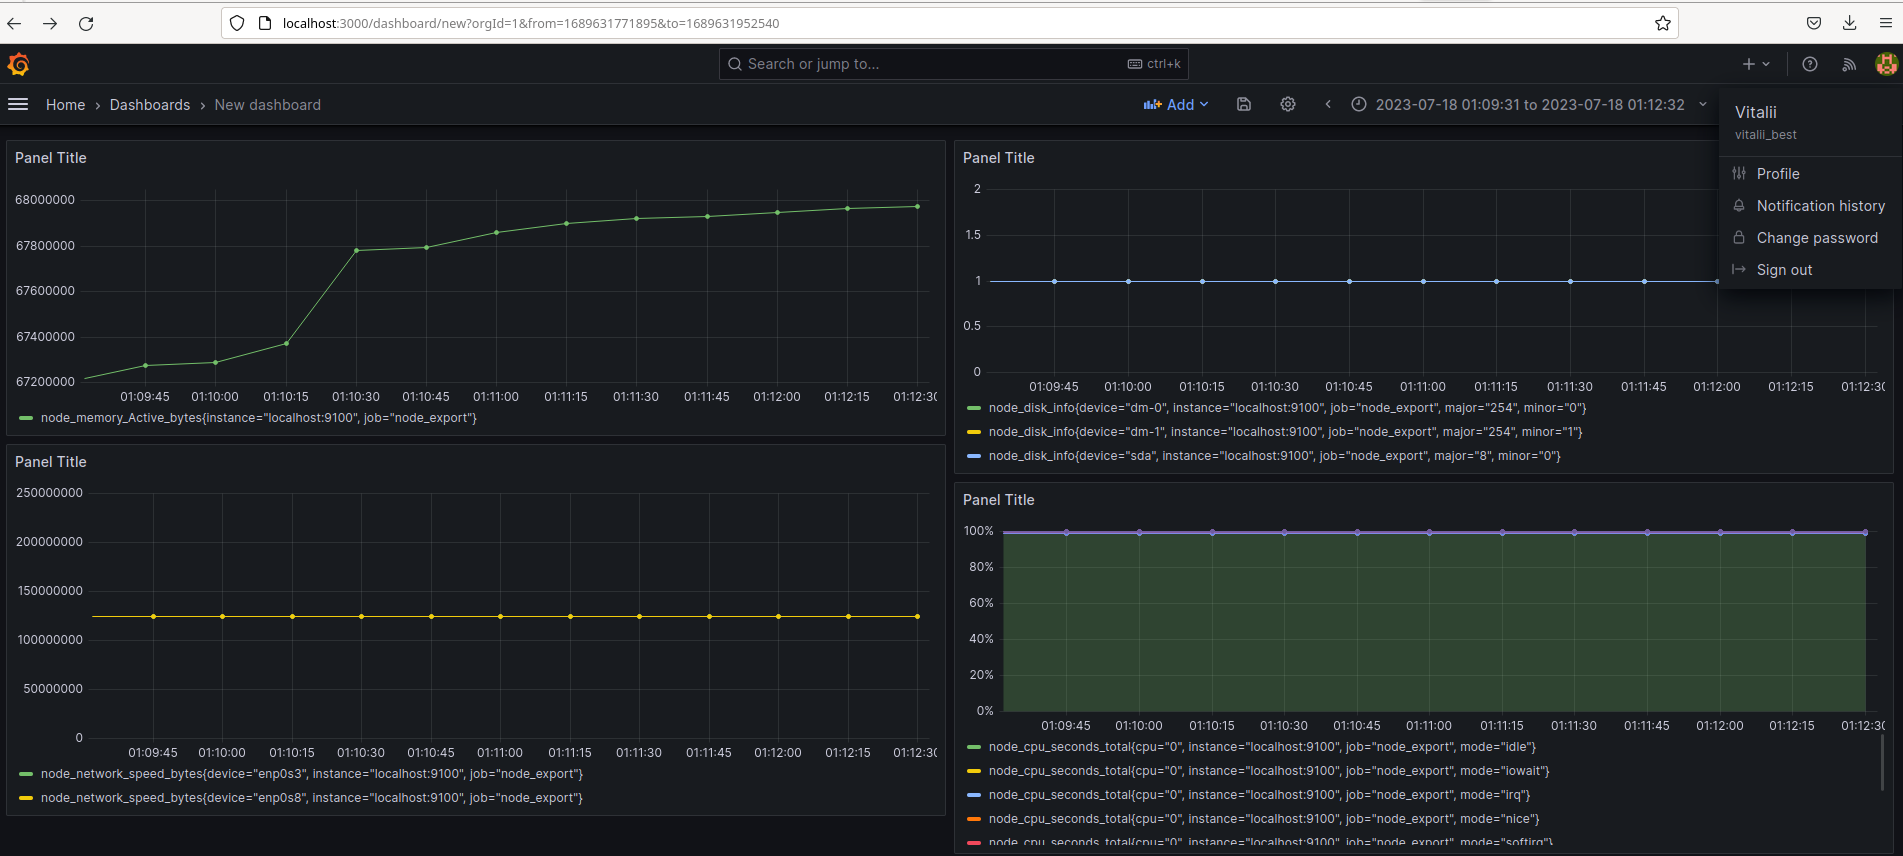 localhost:3000/dashboard/new?orgId=1&from=1689631771895&to=1689631952540
Search or jump to...
ctrl+k
Home › Dashboards › New dashboard
Add
2023-07-18 01:09:31 to 2023-07-18 01:12:32
Vitalii
vitalii_best
Profile
Notification history
Change password
Sign out
Panel Title
68000000
67800000
67600000
67400000
67200000
01:09:45 01:10:00 01:10:15 01:10:30 01:10:45 01:11:00 01:11:15 01:11:30 01:11:45 01:12:00 01:12:15 01:12:30
node_memory_Active_bytes{instance="localhost:9100", job="node_export"}
Panel Title
2
1.5
1
0.5
0
01:09:45 01:10:00 01:10:15 01:10:30 01:10:45 01:11:00 01:11:15 01:11:30 01:11:45 01:12:00 01:12:15 01:12:30
node_disk_info{device="dm-0", instance="localhost:9100", job="node_export", major="254", minor="0"}
node_disk_info{device="dm-1", instance="localhost:9100", job="node_export", major="254", minor="1"}
node_disk_info{device="sda", instance="localhost:9100", job="node_export", major="8", minor="0"}
Panel Title
250000000
200000000
150000000
100000000
50000000
0
01:09:45 01:10:00 01:10:15 01:10:30 01:10:45 01:11:00 01:11:15 01:11:30 01:11:45 01:12:00 01:12:15 01:12:30
node_network_speed_bytes{device="enp0s3", instance="localhost:9100", job="node_export"}
node_network_speed_bytes{device="enp0s8", instance="localhost:9100", job="node_export"}
Panel Title
100%
80%
60%
40%
20%
0%
01:09:45 01:10:00 01:10:15 01:10:30 01:10:45 01:11:00 01:11:15 01:11:30 01:11:45 01:12:00 01:12:15 01:12:30
node_cpu_seconds_total{cpu="0", instance="localhost:9100", job="node_export", mode="idle"}
node_cpu_seconds_total{cpu="0", instance="localhost:9100", job="node_export", mode="iowait"}
node_cpu_seconds_total{cpu="0", instance="localhost:9100", job="node_export", mode="irq"}
node_cpu_seconds_total{cpu="0", instance="localhost:9100", job="node_export", mode="nice"}
node_cpu_seconds_total{cpu="0", instance="localhost:9100", job="node_export", mode="softirq"}